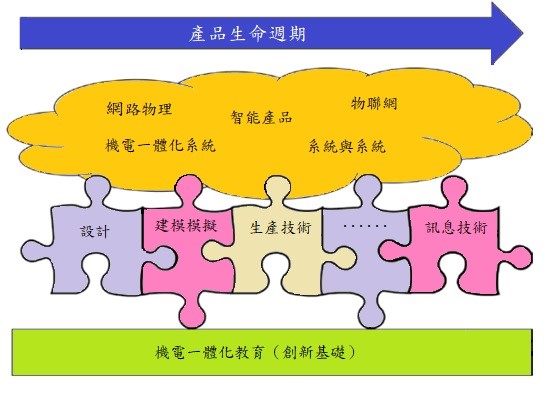 產品生命週期
網路物理
智能產品
物聯網
機電一體化系統
系統與系統
設計
建模模擬
生產技術
······
訊息技術
機電一體化教育（創新基礎）